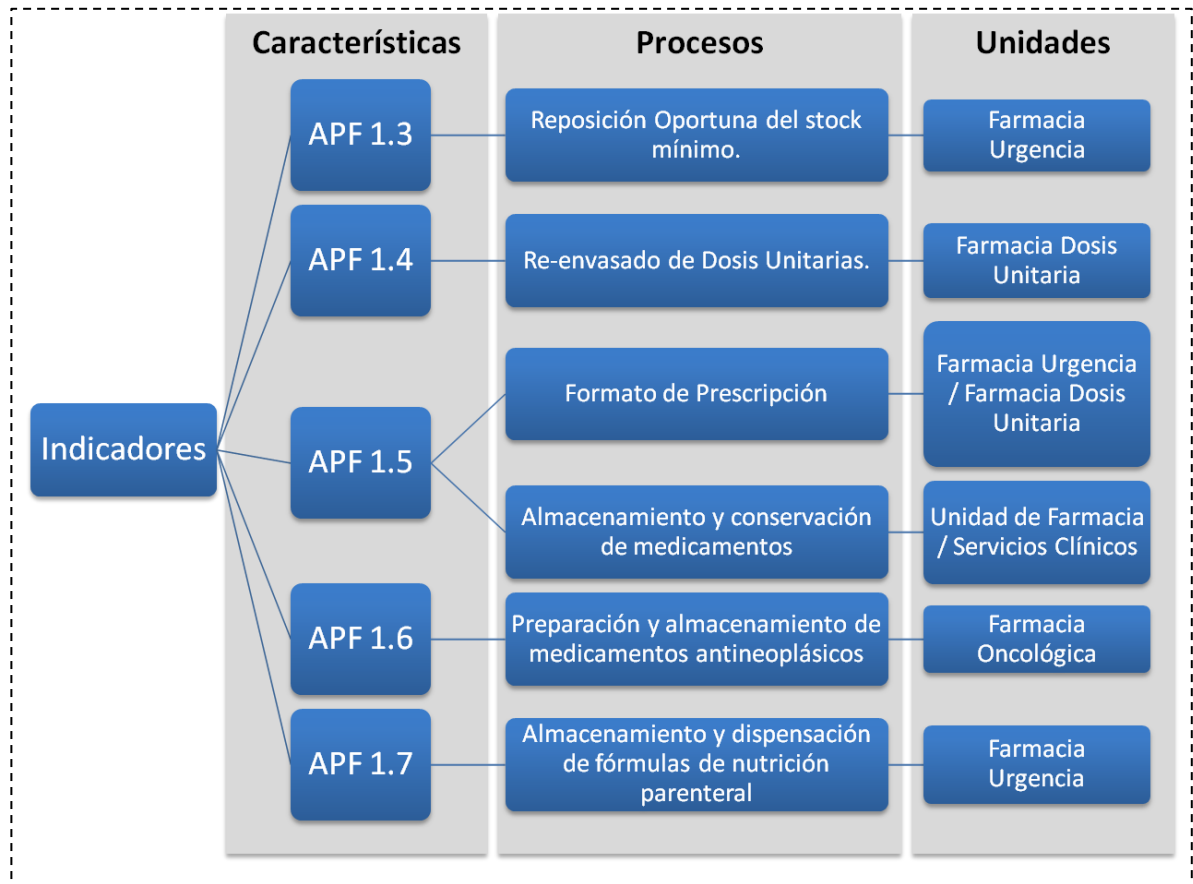 Característícas
Procesos
Unidades
Indicadores
APF 1.3
Reposición Oportuna del stock
mínimo.
Farmacia
Urgencia
APF 1.4
Re-envasado de Dosis Unitarias.
Farmacia Dosis
Unitaria
APF 1.5
Formato de Prescripción
Farmacia Urgencia
/ Farmacia Dosis
Unitaria
Almacenamiento y conservación
de medicamentos
Unidad de Farmacia
/ Servicios Clínicos
APF 1.6
Preparación y almacenamiento de
medicamentos antineoplásicos
Farmacia
Oncológica
APF 1.7
Almacenamiento y dispensación
de fórmulas de nutrición
parenteral
Farmacia
Urgencia